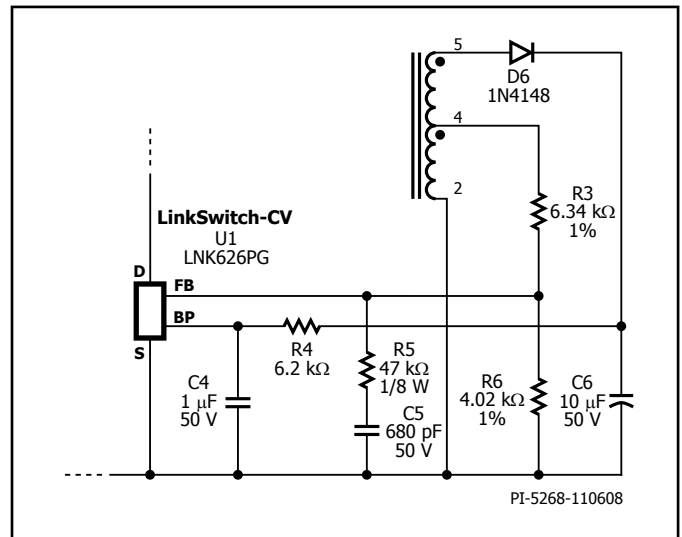 5
D6
1N4148
4
2
R3
6.34 kΩ
1%
LinkSwitch-CV
U1
LNK626PG
D
FB
BP
S
R4
6.2 kΩ
R5
47 kΩ
1/8 W
C4
1 μF
50 V
C5
680 pF
50 V
R6
4.02 kΩ
1%
C6
10 μF
50 V
PI-5268-110608